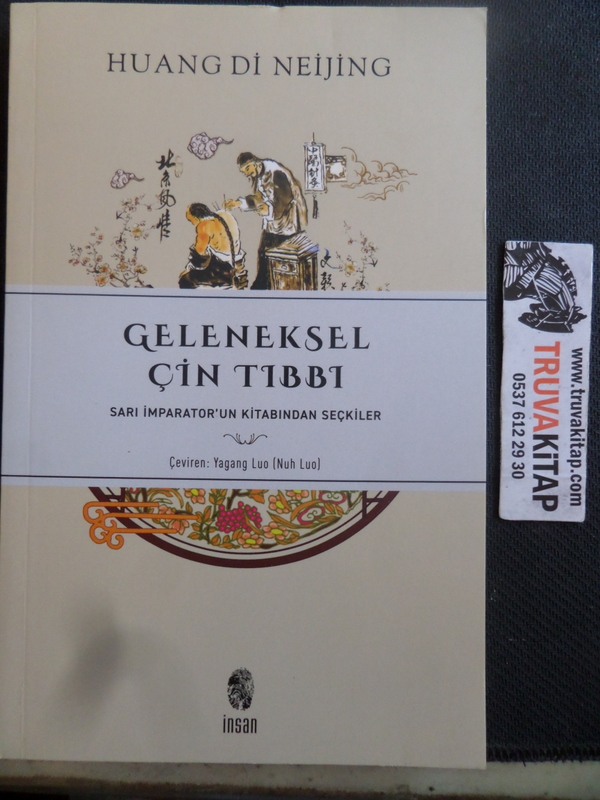 HUANG Dİ NEİJİNG
GELENEKSEL
ÇİN TIBBI
SARI İMPARATOR'UN KİTABINDAN SEÇKİLER
Çeviren: Yagang Luo (Nuh Luo)
insan
www.truvakitap.com
TRUVAKİTAP
0537 612 29 30